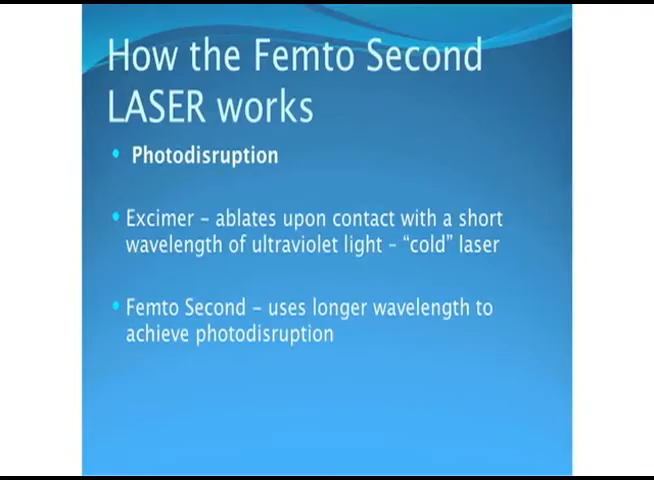 How the Femto Second
LASER works
• Photodisruption
• Excimer – ablates upon contact with a short
wavelength of ultraviolet light – “cold” laser
• Femto Second – uses longer wavelength to
achieve photodisruption